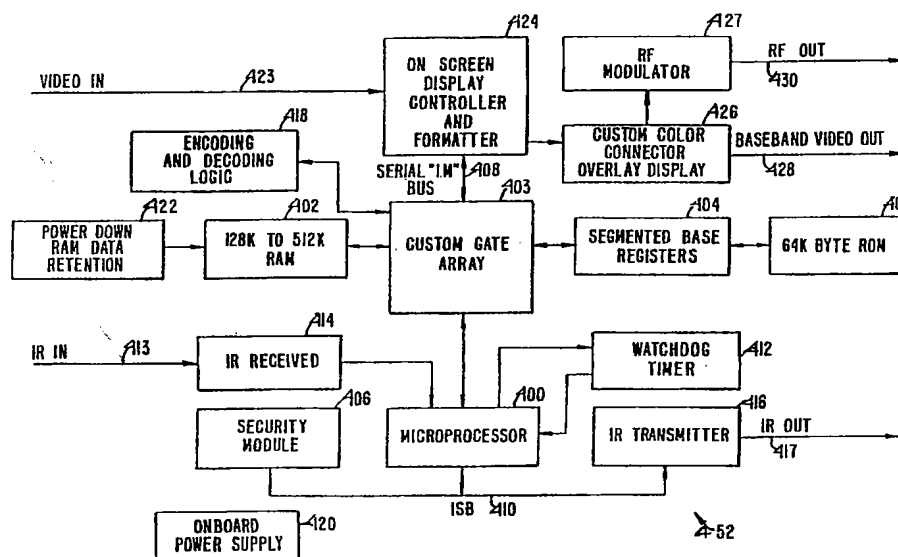 424
427
VIDEO IN
423
ON SCREEN
DISPLAY
CONTROLLER
AND
FORMATTER
RF
MODULATOR
RF OUT
430
418
ENCODING
AND DECODING
LOGIC
426
CUSTOM COLOR
CONNECTOR
OVERLAY DISPLAY
BASEBAND VIDEO OUT
428
SERIAL "I.M"
BUS
408
422
402
403
404
40
POWER DOWN
RAM DATA
RETENTION
128K TO 512K
RAM
CUSTOM GATE
ARRAY
SEGMENTED BASE
REGISTERS
64K BYTE ROM
IR IN
413
414
IR RECEIVED
WATCHDOG
TIMER
412
406
SECURITY
MODULE
400
MICROPROCESSOR
416
IR TRANSMITTER
IR OUT
417
ISB
410
ONBOARD
POWER SUPPLY
420
52